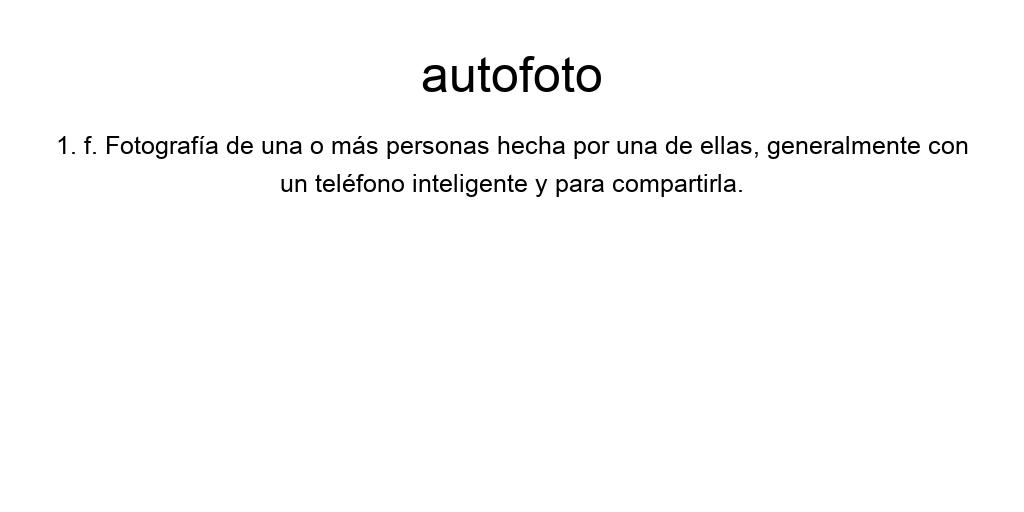 autofoto
1. f. Fotografía de una o más personas hecha por una de ellas, generalmente con
un teléfono inteligente y para compartirla.